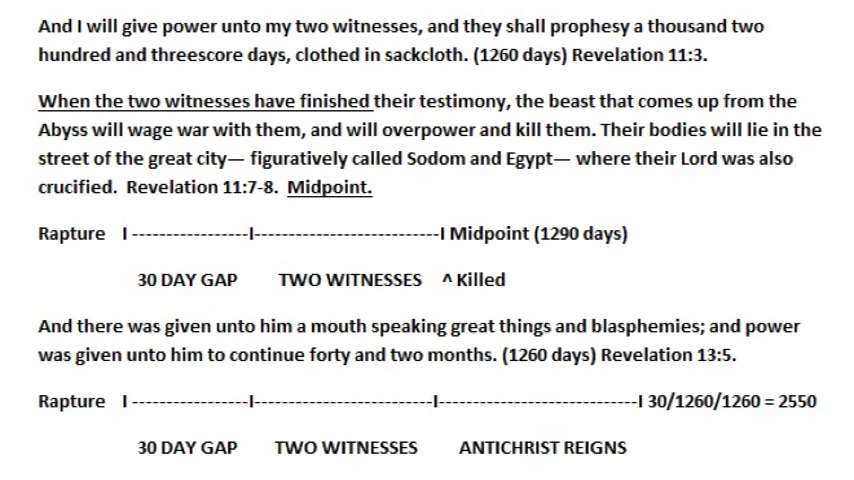 And I will give power unto my two witnesses, and they shall prophesy a thousand two
hundred and threescore days, clothed in sackcloth. (1260 days) Revelation 11:3.
When the two witnesses have finished their testimony, the beast that comes up from the
Abyss will wage war with them, and will overpower and kill them. Their bodies will lie in the
street of the great city— figuratively called Sodom and Egypt— where their Lord was also
crucified.  Revelation 11:7-8.  Midpoint.
Rapture  I -----------------I---------------------------I Midpoint (1290 days)
30 DAY GAP  TWO WITNESSES  ^ Killed
And there was given unto him a mouth speaking great things and blasphemies; and power
was given unto him to continue forty and two months. (1260 days) Revelation 13:5.
Rapture  I -----------------I--------------------------I-----------------------------I 30/1260/1260 = 2550
30 DAY GAP  TWO WITNESSES  ANTICHRIST REIGNS